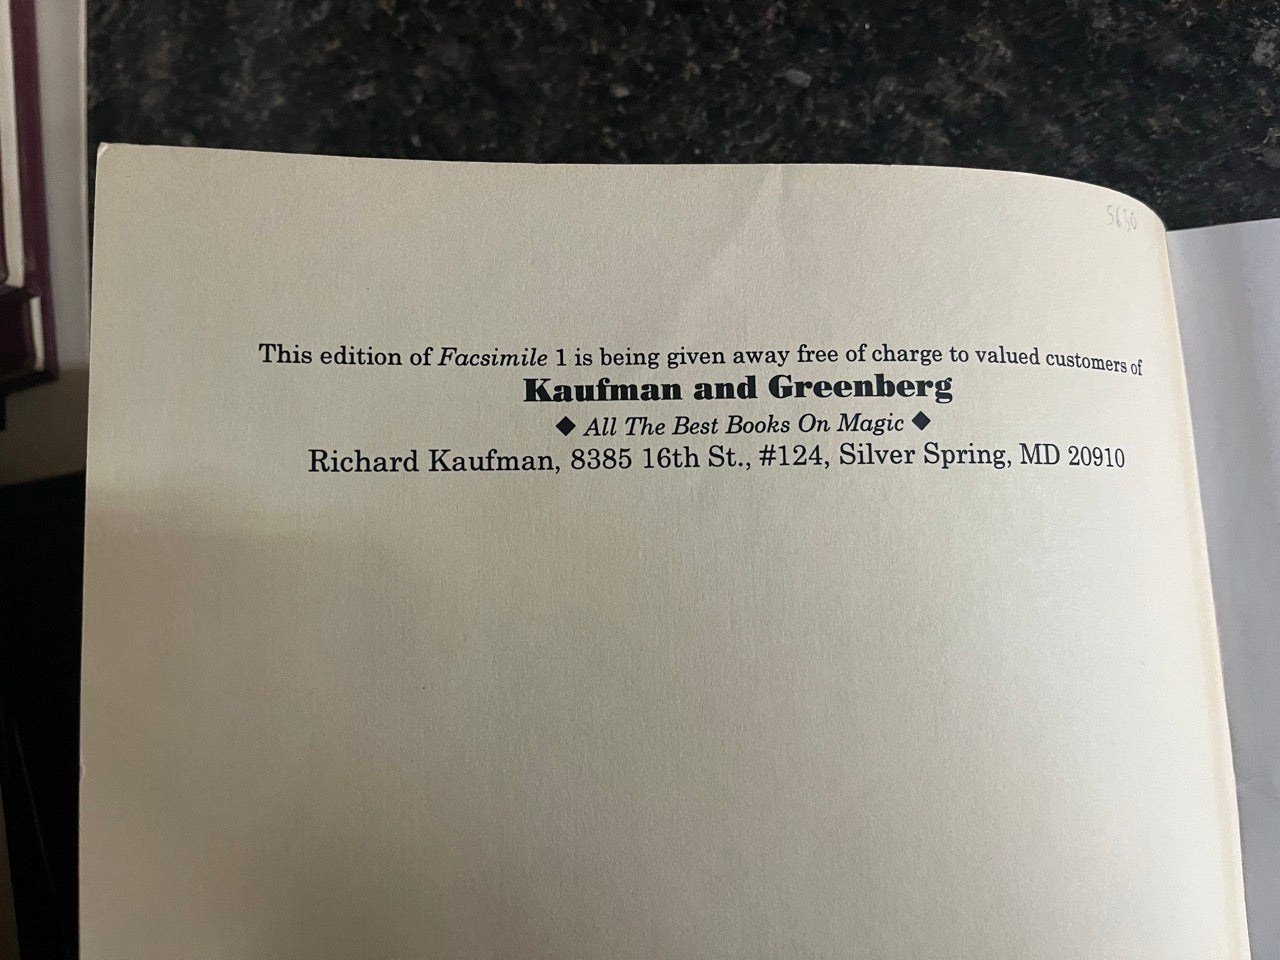 5630
This edition of Facsimile 1 is being given away free of charge to valued customers of
Kaufman and Greenberg
◆ All The Best Books On Magic ◆
Richard Kaufman, 8385 16th St., #124, Silver Spring, MD 20910